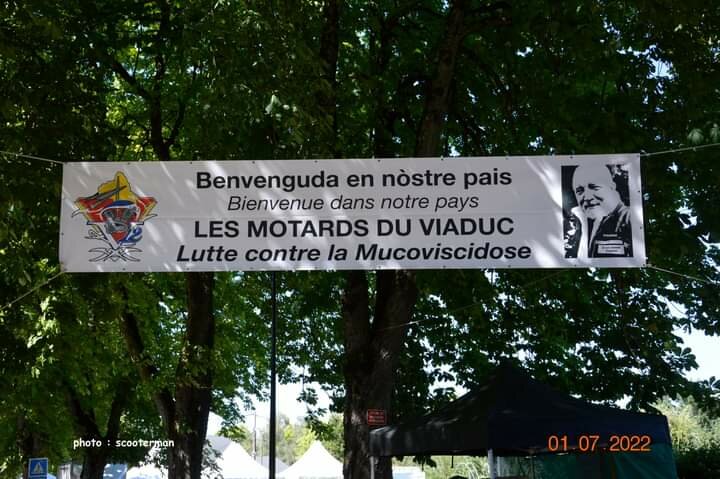 Benvenguda en nòstre pais
Bienvenue dans notre pays
LES MOTARDS DU VIADUC
Lutte contre la Mucoviscidose
photo : scooterman
01.07.2022